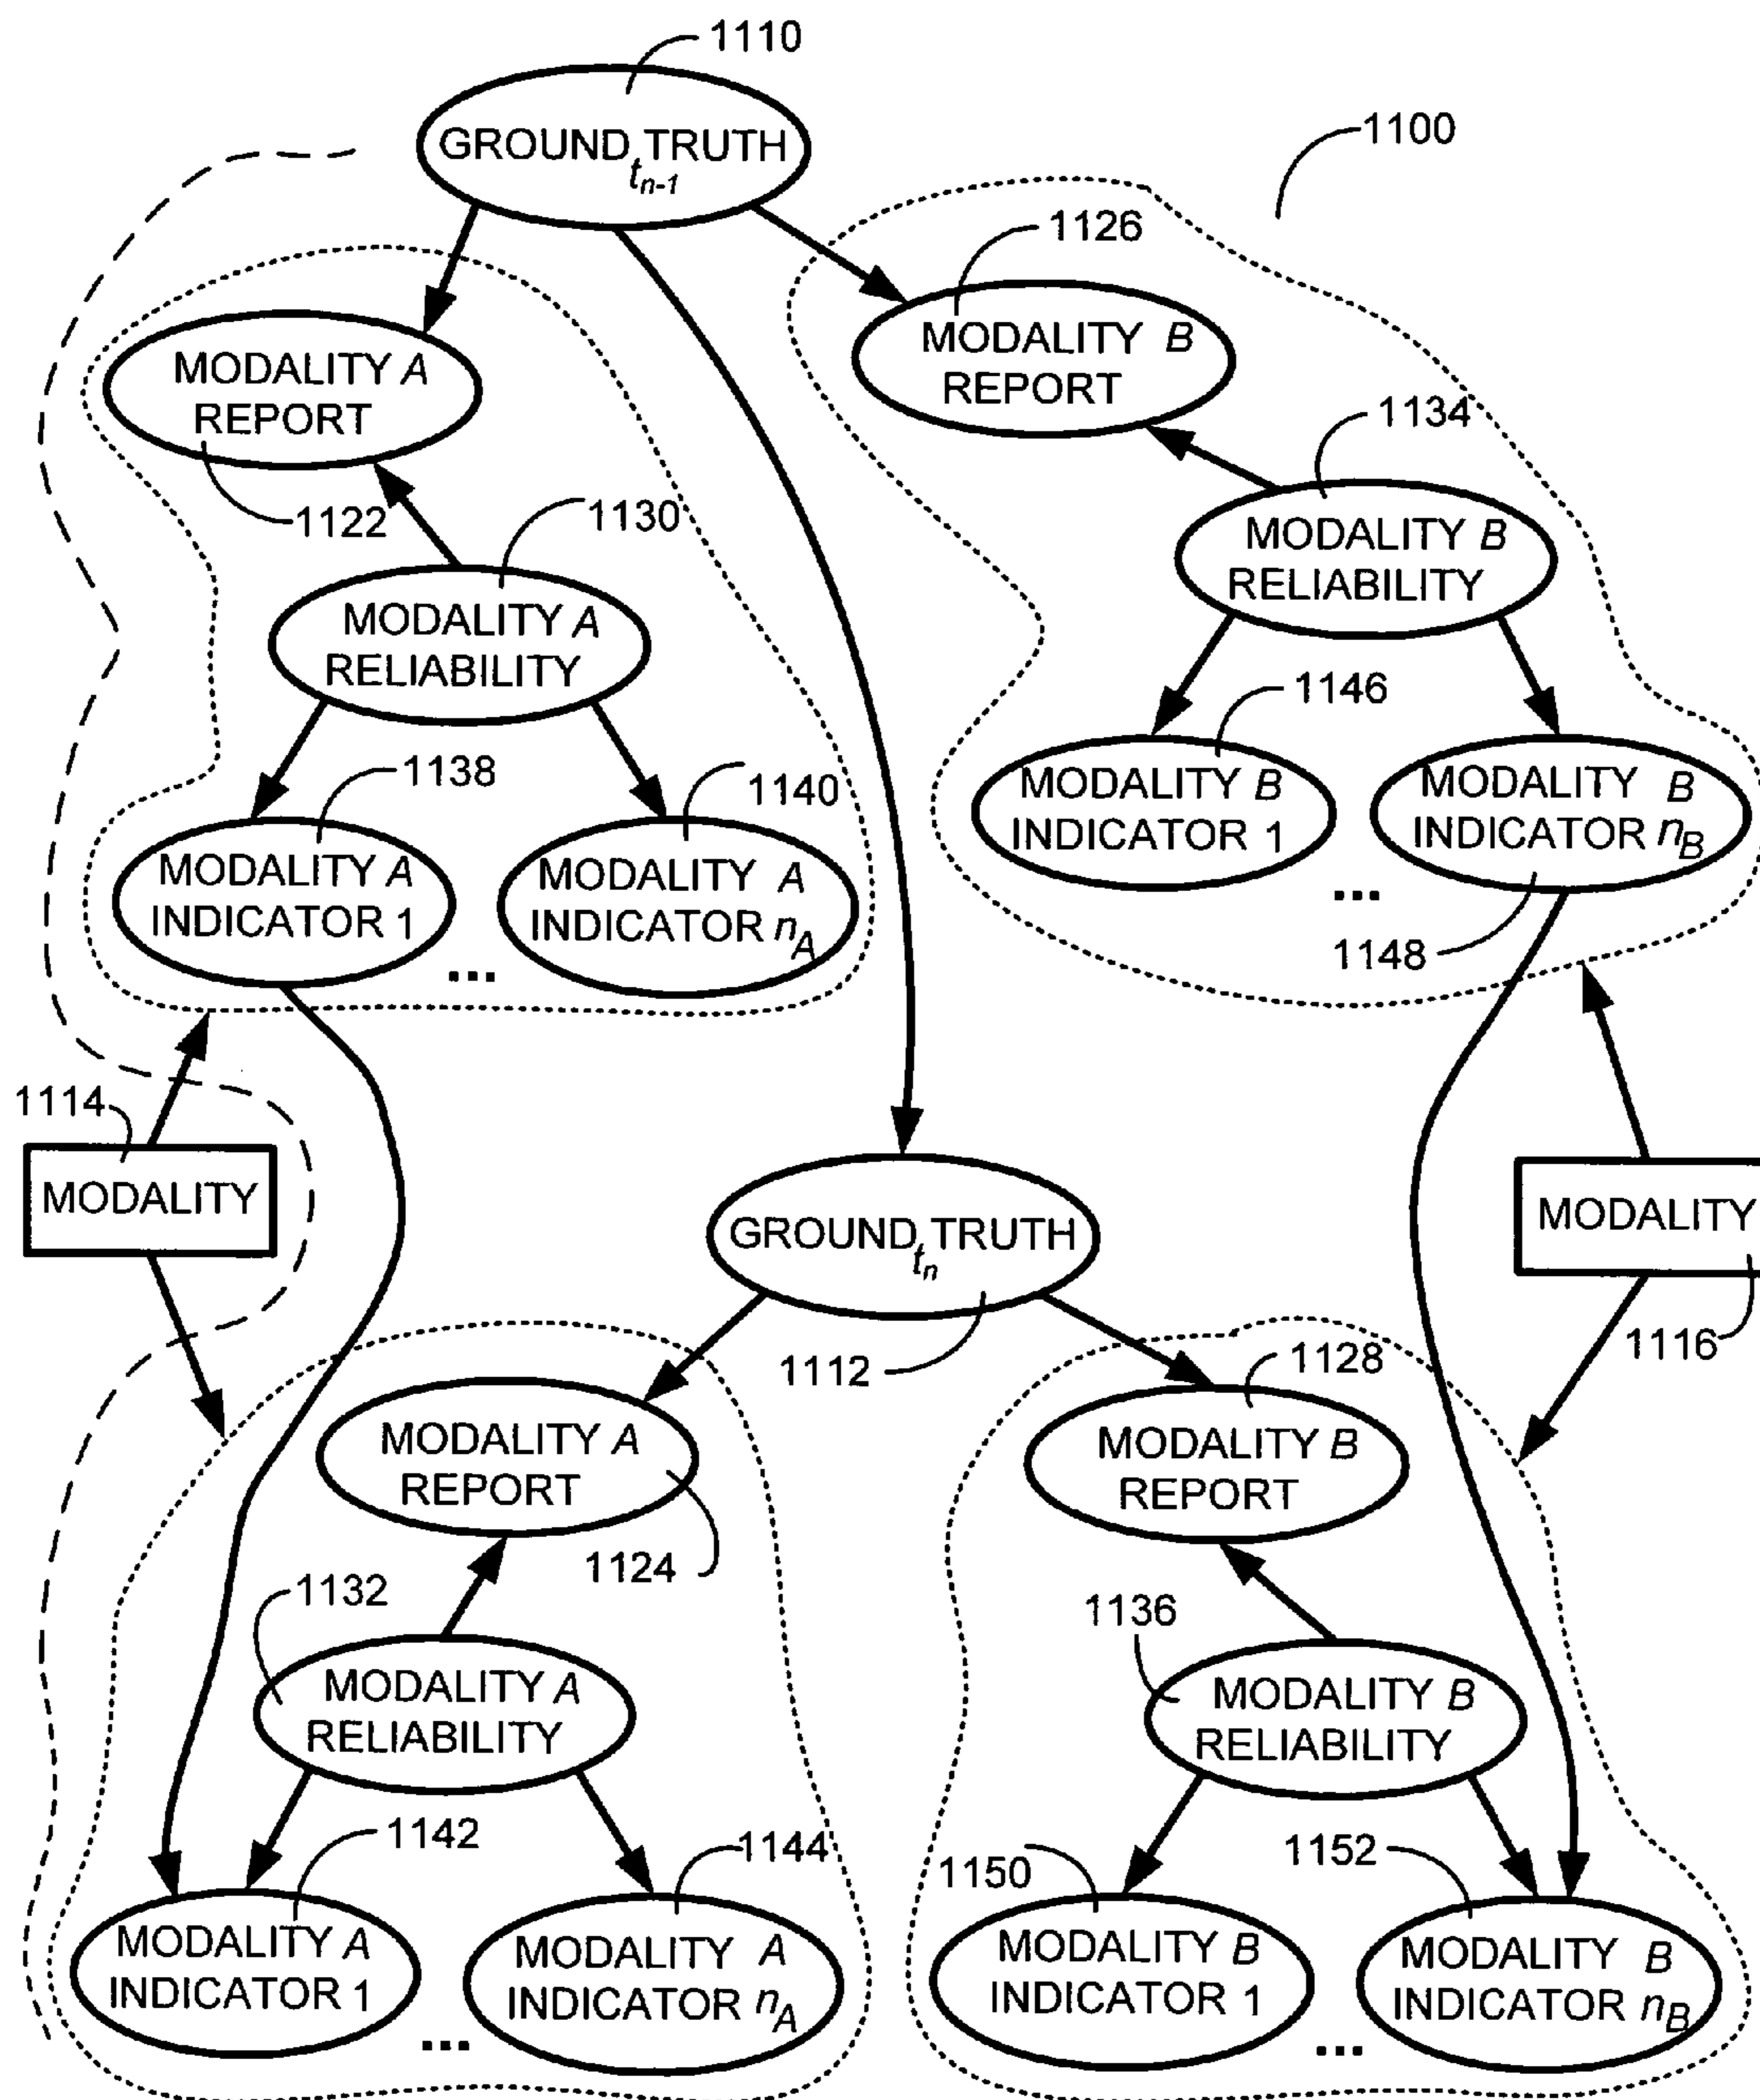 1110
GROUND TRUTH
tn-1
1100
1126
MODALITY B
REPORT
MODALITY A
REPORT
1122
1134
MODALITY B
RELIABILITY
1130
MODALITY A
RELIABILITY
1146
MODALITY B
INDICATOR 1
MODALITY B
INDICATOR nB
...
1148
1138
1140
MODALITY A
INDICATOR 1
MODALITY A
INDICATOR nA
...
1114
MODALITY
MODALITY
1116
GROUND TRUTH
tn
1112
1128
MODALITY A
REPORT
1124
MODALITY B
REPORT
1132
MODALITY A
RELIABILITY
1136
MODALITY B
RELIABILITY
1142
1144
1150
1152
MODALITY A
INDICATOR 1
MODALITY A
INDICATOR nA
...
MODALITY B
INDICATOR 1
MODALITY B
INDICATOR nB
...